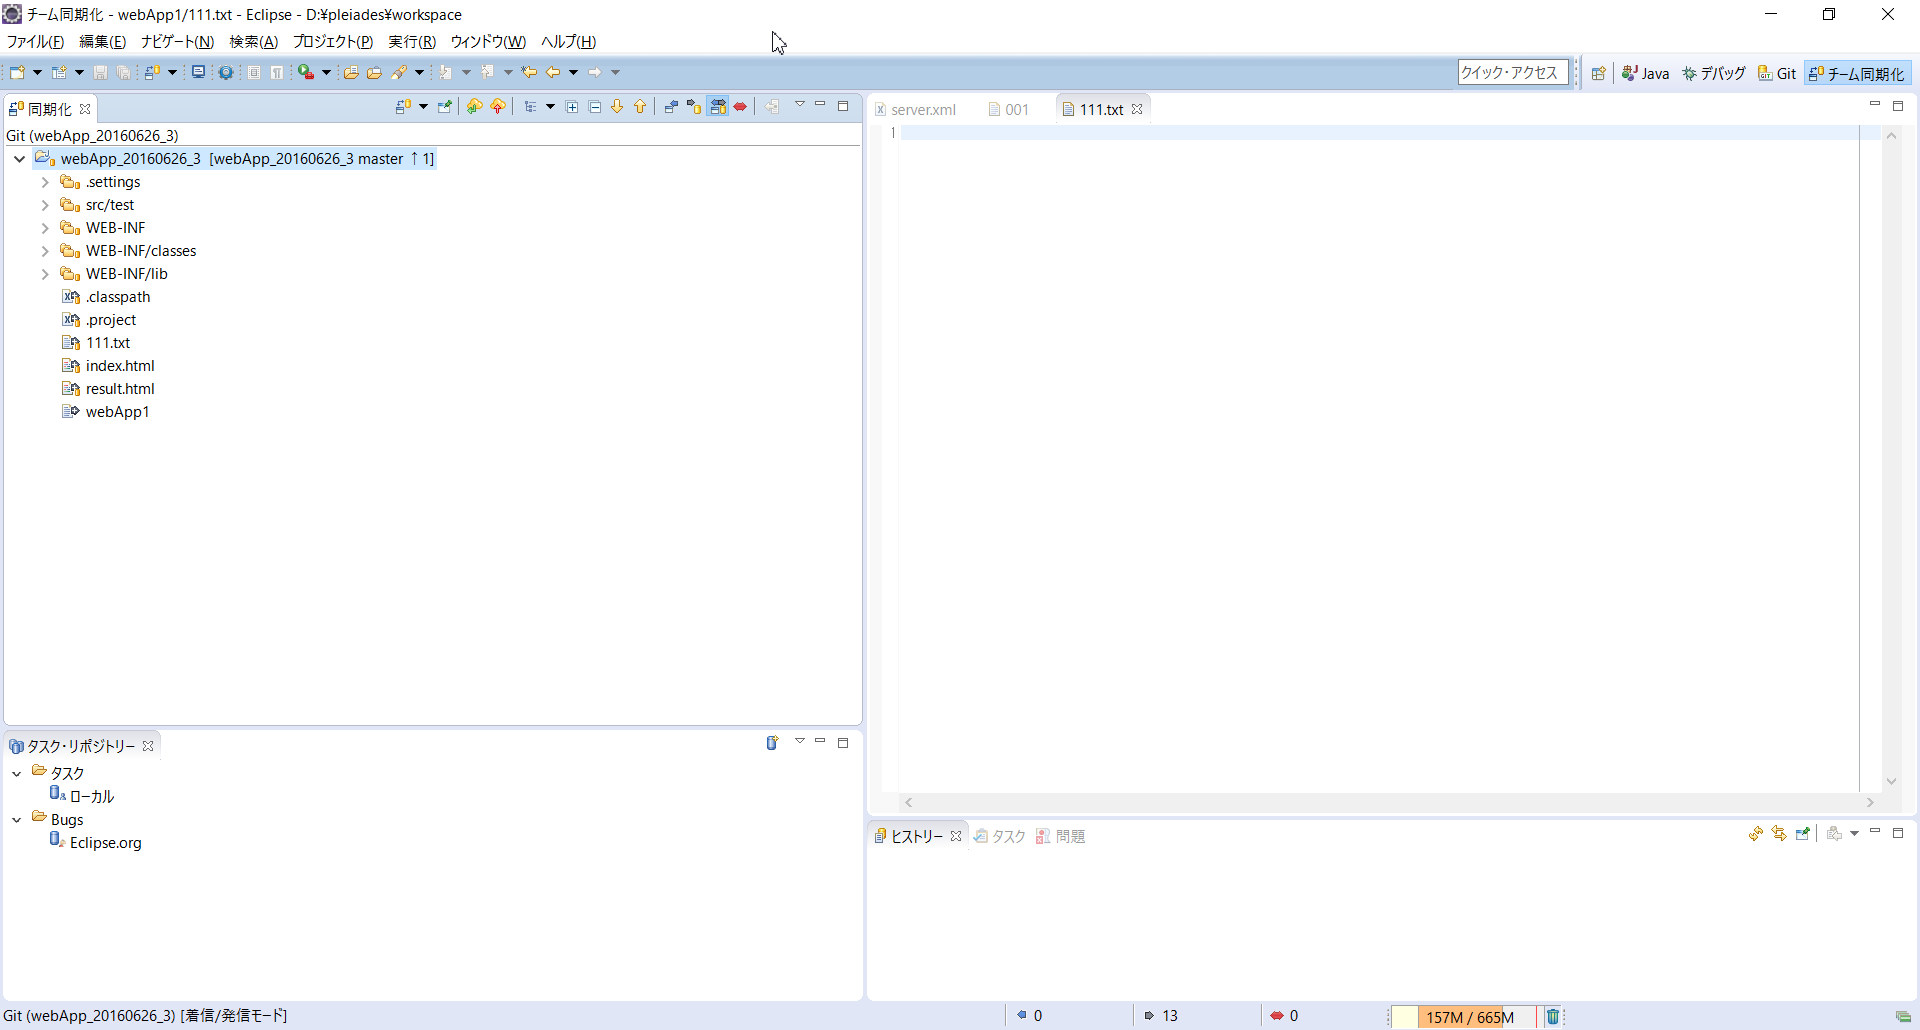 チーム同期化 - webApp1/111.txt - Eclipse - D:¥pleiades¥workspace
ファイル(F) 編集(E) ナビゲート(N) 検索(A) プロジェクト(P) 実行(R) ウィンドウ(W) ヘルプ(H)
クイック・アクセス Java デバッグ Git チーム同期化
同期化
Git (webApp_20160626_3)
webApp_20160626_3 [webApp_20160626_3 master ↑ 1]
.settings
src/test
WEB-INF
WEB-INF/classes
WEB-INF/lib
.classpath
.project
111.txt
index.html
result.html
webApp1
server.xml 001 111.txt
1
タスク・リポジトリー
タスク
ローカル
Bugs
Eclipse.org
ヒストリー タスク 問題
Git (webApp_20160626_3) [着信/発信モード] 0 13 0 157M / 665M